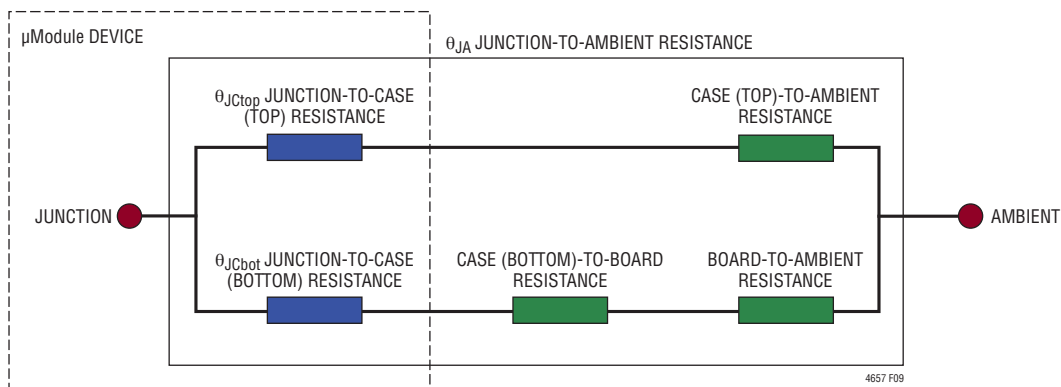 µModule DEVICE
θJA JUNCTION-TO-AMBIENT RESISTANCE
θJCtop JUNCTION-TO-CASE
(TOP) RESISTANCE
CASE (TOP)-TO-AMBIENT
RESISTANCE
JUNCTION
AMBIENT
θJCbot JUNCTION-TO-CASE
(BOTTOM) RESISTANCE
CASE (BOTTOM)-TO-BOARD
RESISTANCE
BOARD-TO-AMBIENT
RESISTANCE
4657 F09